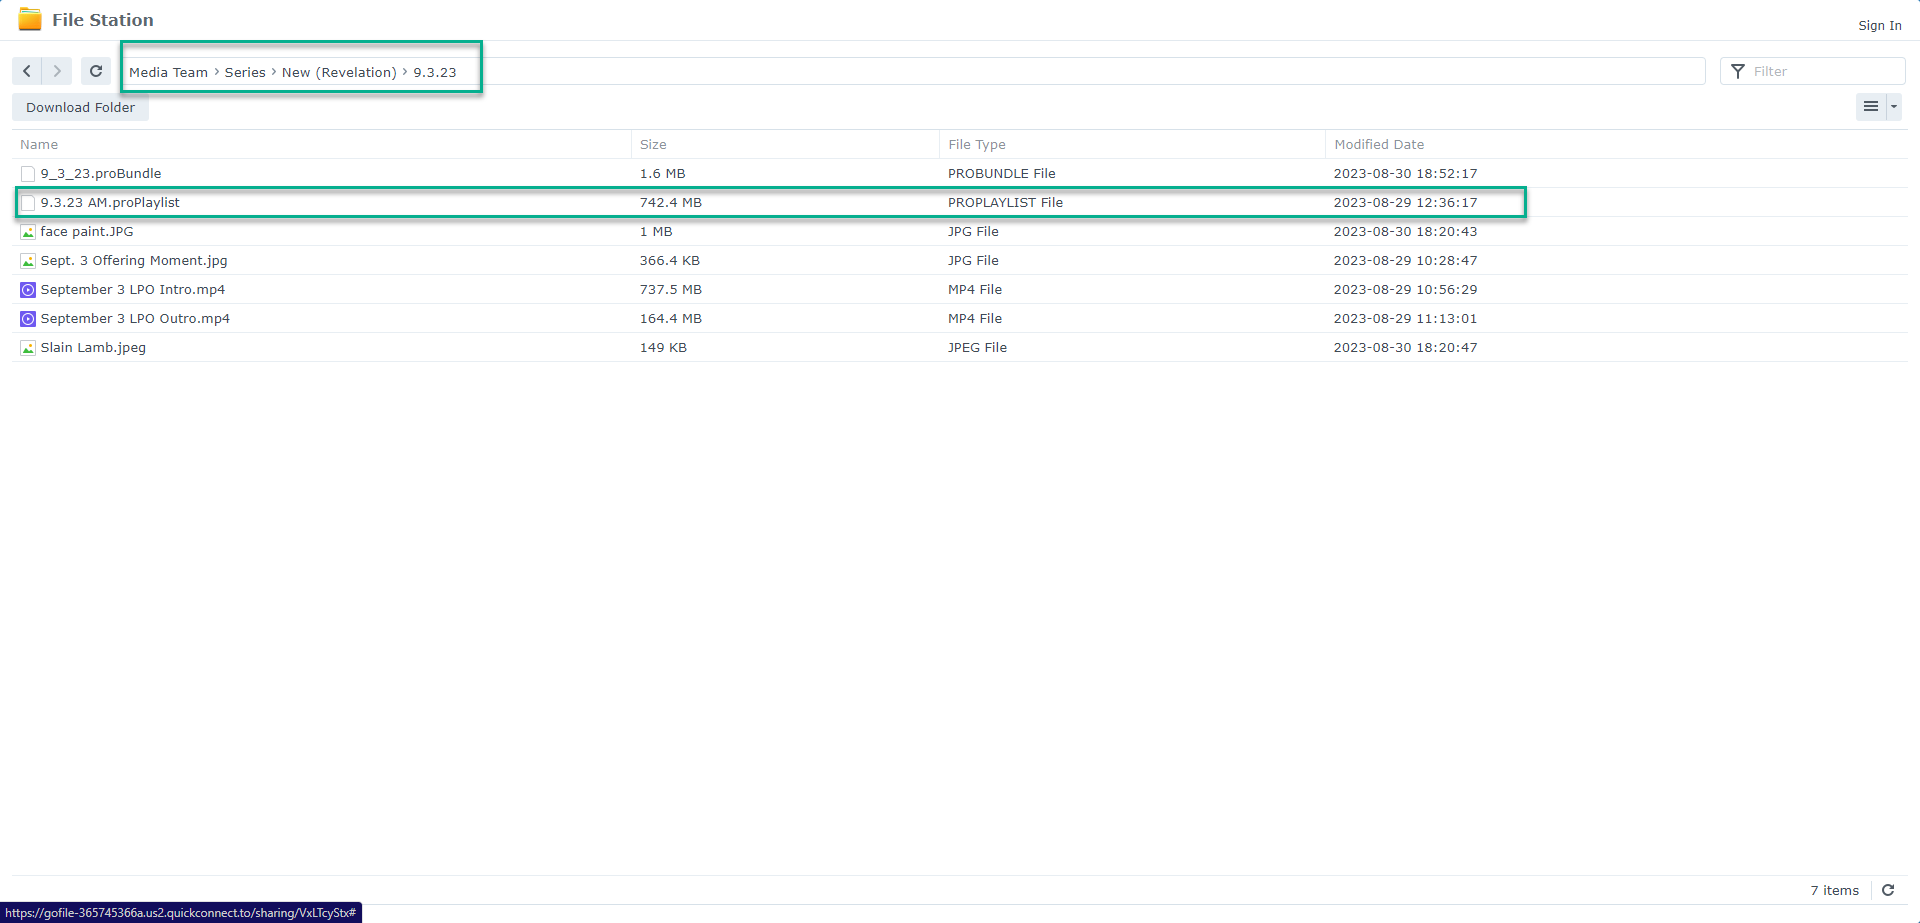 File Station
Sign In
Media Team > Series > New (Revelation) > 9.3.23
Filter
Download Folder
Name Size File Type Modified Date
9_3_23.proBundle 1.6 MB PROBUNDLE File 2023-08-30 18:52:17
9.3.23 AM.proPlaylist 742.4 MB PROPLAYLIST File 2023-08-29 12:36:17
face paint.JPG 1 MB JPG File 2023-08-30 18:20:43
Sept. 3 Offering Moment.jpg 366.4 KB JPG File 2023-08-29 10:28:47
September 3 LPO Intro.mp4 737.5 MB MP4 File 2023-08-29 10:56:29
September 3 LPO Outro.mp4 164.4 MB MP4 File 2023-08-29 11:13:01
Slain Lamb.jpeg 149 KB JPEG File 2023-08-30 18:20:47
7 items
https://gofile-365745366a.us2.quickconnect.to/sharing/VxLTcyStx#